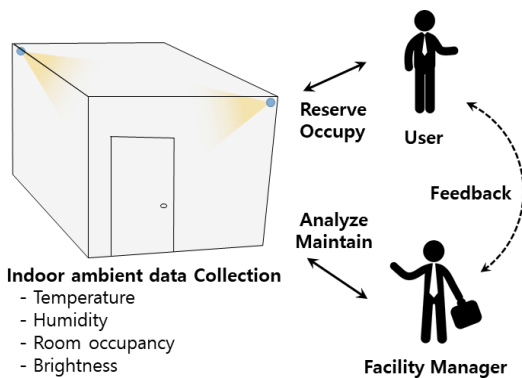 Reserve
Occupy
User
Feedback
Analyze
Maintain
Indoor ambient data Collection
- Temperature
- Humidity
- Room occupancy
- Brightness
Facility Manager